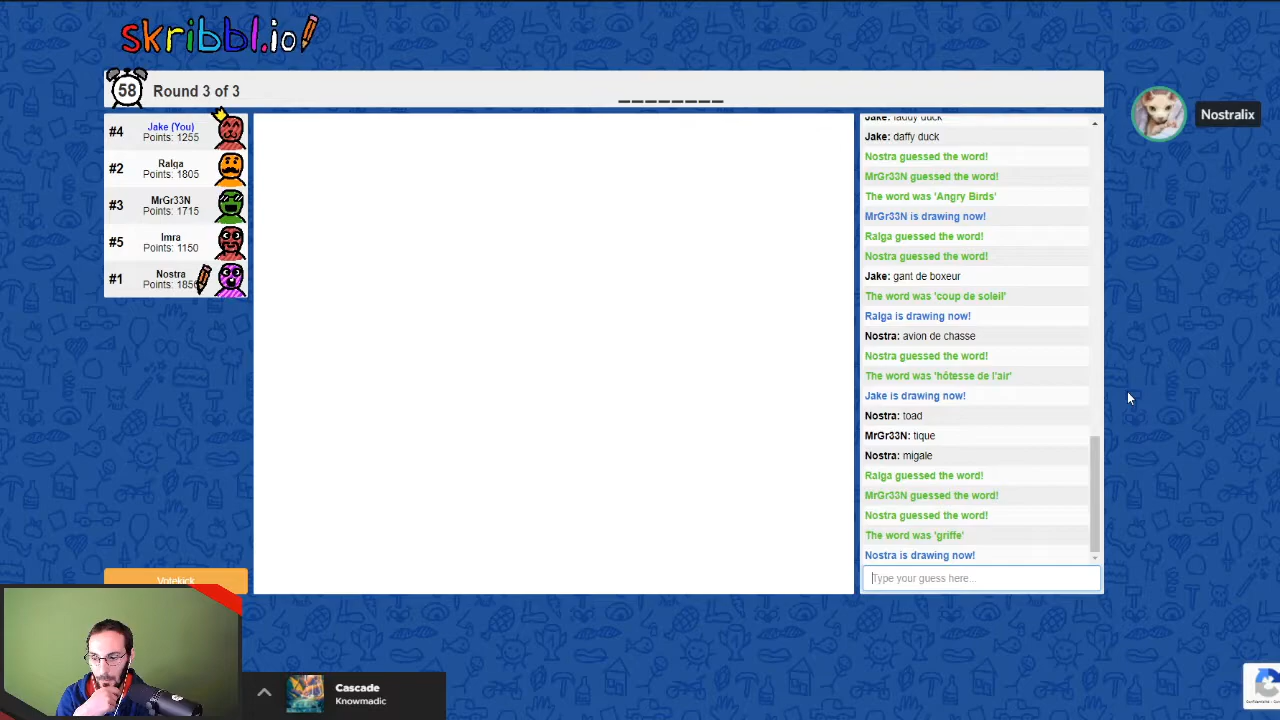 skribbl.io
58
Round 3 of 3
________
#4
Jake (You)
Points: 1255
#2
Ralga
Points: 1805
#3
MrGr33N
Points: 1715
#5
Imra
Points: 1150
#1
Nostra
Votekick
daffy duck
Jake: daffy duck
Nostra guessed the word!
MrGr33N guessed the word!
The word was 'Angry Birds'
MrGr33N is drawing now!
Ralga guessed the word!
Nostra guessed the word!
Jake: gant de boxeur
The word was 'coup de soleil'
Ralga is drawing now!
Nostra: avion de chasse
Nostra guessed the word!
The word was 'hôtesse de l'air'
Jake is drawing now!
Nostra: toad
MrGr33N: tique
Nostra: migale
Ralga guessed the word!
MrGr33N guessed the word!
Nostra guessed the word!
The word was 'griffe'
Nostra is drawing now!
Type your guess here...
Nostralix
Cascade
Knowmadic